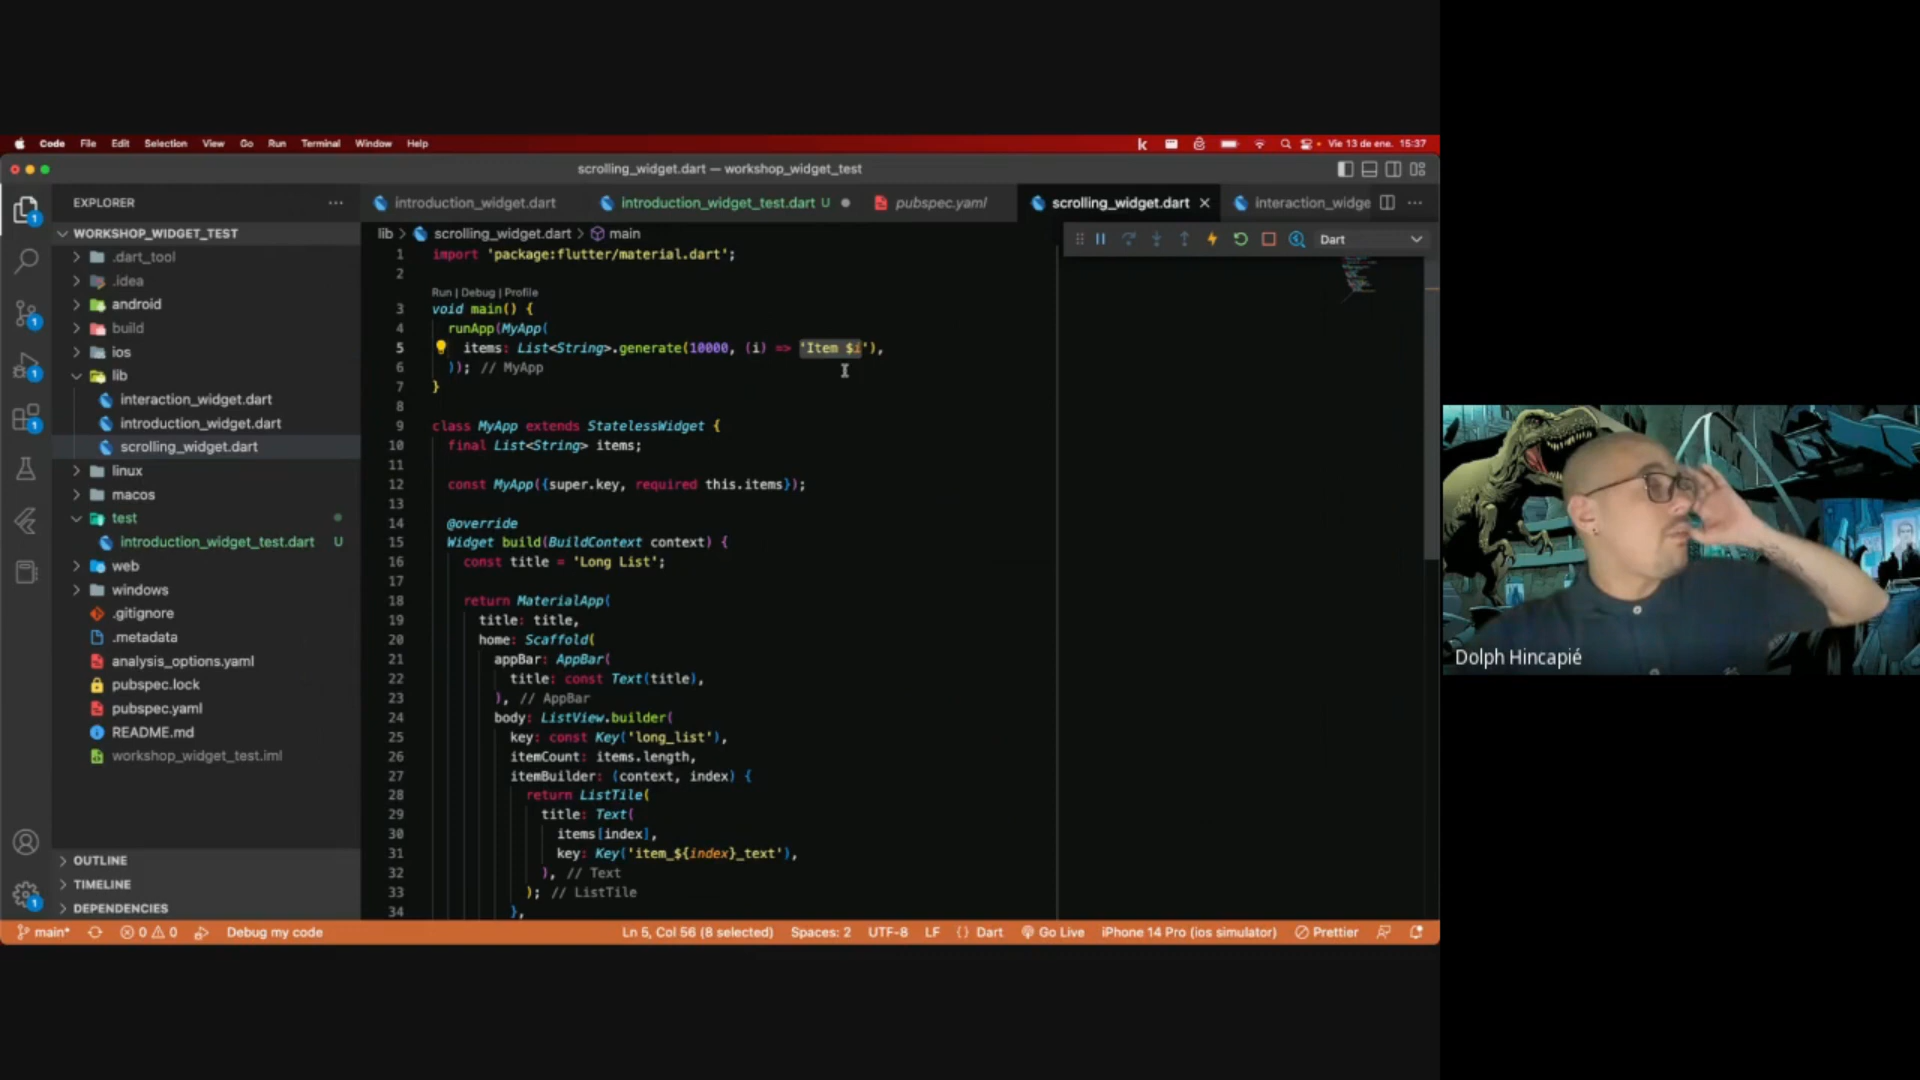 Code File Edit Selection View Go Run Terminal Window Help Vie 13 de ene. 15:37
scrolling_widget.dart — workshop_widget_test
EXPLORER
introduction_widget.dart introduction_widget_test.dart U pubspec.yaml scrolling_widget.dart interaction_widge
WORKSHOP_WIDGET_TEST
.dart_tool
.idea
android
build
ios
lib
interaction_widget.dart
introduction_widget.dart
scrolling_widget.dart
linux
macos
test
introduction_widget_test.dart U
web
windows
.gitignore
.metadata
analysis_options.yaml
pubspec.lock
pubspec.yaml
README.md
workshop_widget_test.iml
OUTLINE
TIMELINE
DEPENDENCIES
lib > scrolling_widget.dart > main
Dart
1 import 'package:flutter/material.dart';
2
Run | Debug | Profile
3 void main() {
4 runApp(MyApp(
5 items: List<String>.generate(10000, (i) => 'Item $i'),
6 )); // MyApp
7 }
8
9 class MyApp extends StatelessWidget {
10 final List<String> items;
11
12 const MyApp({super.key, required this.items});
13
14 @override
15 Widget build(BuildContext context) {
16 const title = 'Long List';
17
18 return MaterialApp(
19 title: title,
20 home: Scaffold(
21 appBar: AppBar(
22 title: const Text(title),
23 ), // AppBar
24 body: ListView.builder(
25 key: const Key('long_list'),
26 itemCount: items.length,
27 itemBuilder: (context, index) {
28 return ListTile(
29 title: Text(
30 items[index],
31 key: Key('item_${index}_text'),
32 ), // Text
33 ); // ListTile
34 },
main* 0 0 Debug my code Ln 5, Col 56 (8 selected) Spaces: 2 UTF-8 LF {} Dart Go Live iPhone 14 Pro (ios simulator) Prettier
Dolph Hincapié